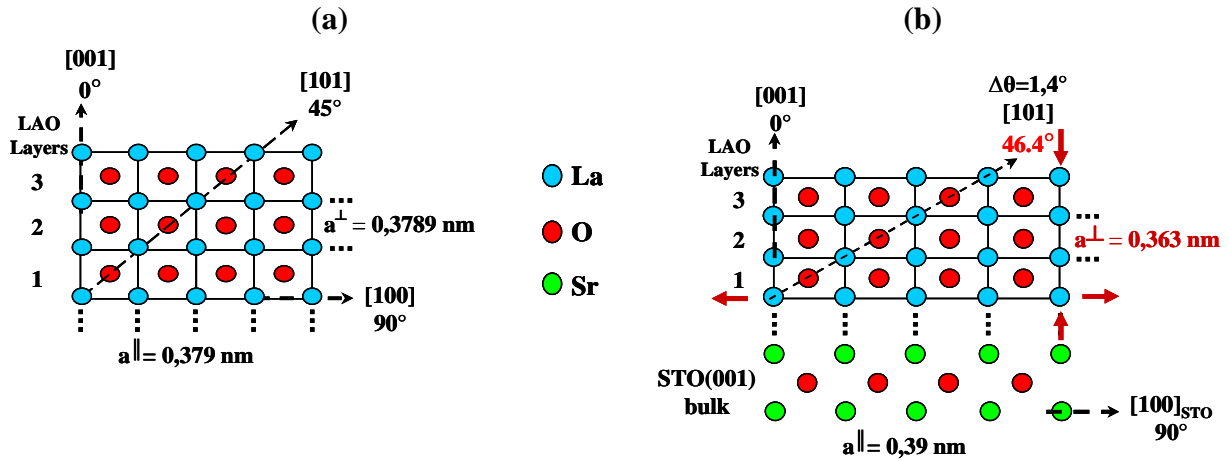 (a)
[001]
0°
[101]
45°
LAO
Layers
3
2
1
a⊥ = 0,3789 nm
[100]
90°
a∥= 0,379 nm
La
O
Sr
(b)
[001]
0°
Δθ=1,4°
[101]
46.4°
LAO
Layers
3
2
1
a⊥ = 0,363 nm
STO(001)
bulk
[100]STO
90°
a∥= 0,39 nm